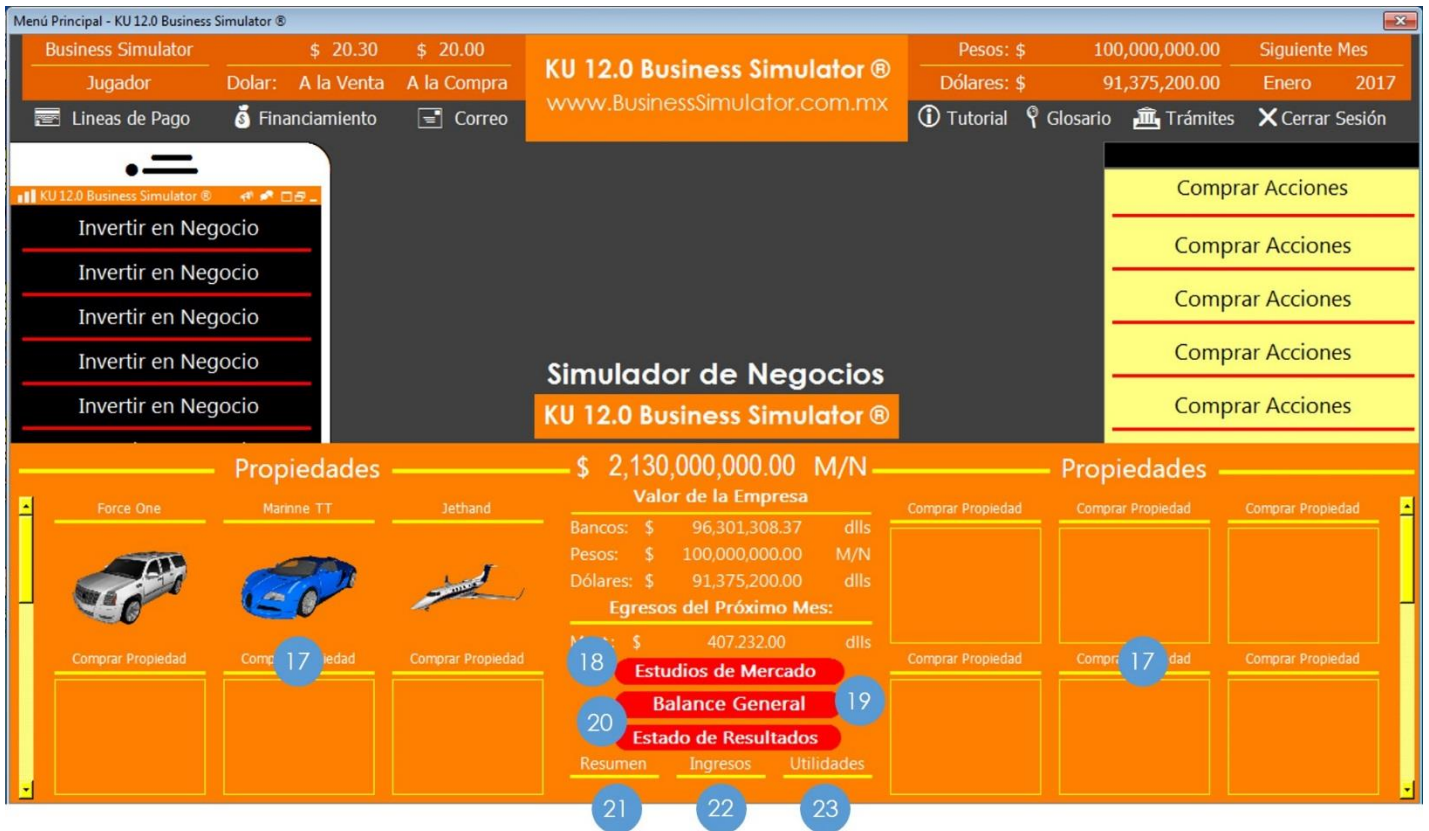 Menú Principal - KU 12.0 Business Simulator ®
Business Simulator $ 20.30 $ 20.00
Jugador Dolar: A la Venta A la Compra
KU 12.0 Business Simulator ®
www.BusinessSimulator.com.mx
Pesos: $ 100,000,000.00 Siguiente Mes
Dólares: $ 91,375,200.00 Enero 2017
Lineas de Pago Financiamiento Correo
Tutorial Glosario Trámites Cerrar Sesión
KU 12.0 Business Simulator ®
Invertir en Negocio
Invertir en Negocio
Invertir en Negocio
Invertir en Negocio
Invertir en Negocio
Simulador de Negocios
KU 12.0 Business Simulator ®
Comprar Acciones
Comprar Acciones
Comprar Acciones
Comprar Acciones
Comprar Acciones
Propiedades
Force One Marinne TT Jethand
Comprar Propiedad 17 Comprar Propiedad
$ 2,130,000,000.00 M/N
Valor de la Empresa
Bancos: $ 96,301,308.37 dlls
Pesos: $ 100,000,000.00 M/N
Dólares: $ 91,375,200.00 dlls
Egresos del Próximo Mes:
$ 407.232.00 dlls
18 Estudios de Mercado
Balance General 19
20 Estado de Resultados
Resumen Ingresos Utilidades
21 22 23
Propiedades
Comprar Propiedad Comprar Propiedad Comprar Propiedad
Comprar Propiedad 17 Comprar Propiedad